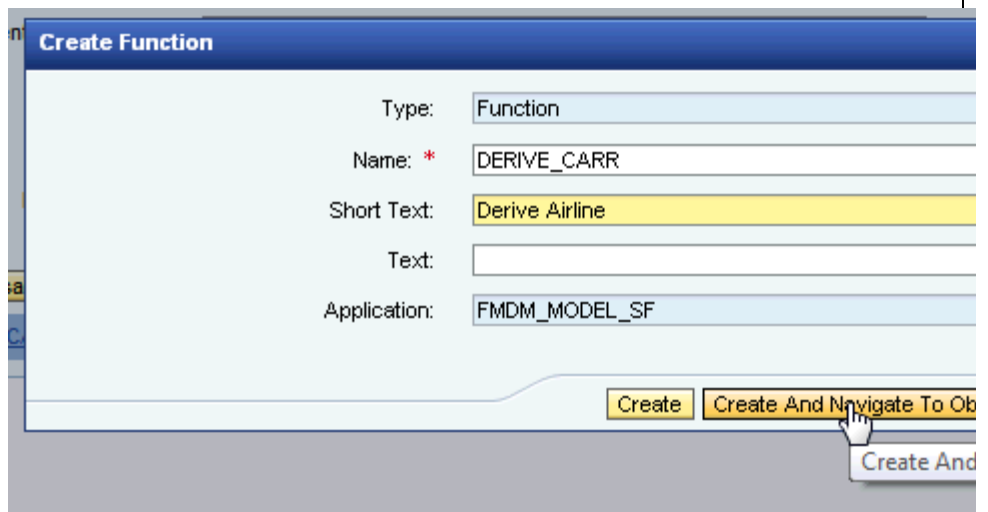 Create Function
Type: Function
Name: * DERIVE_CARR
Short Text: Derive Airline
Text:
Application: FMDM_MODEL_SF
Create Create And Navigate To Ob
Create And